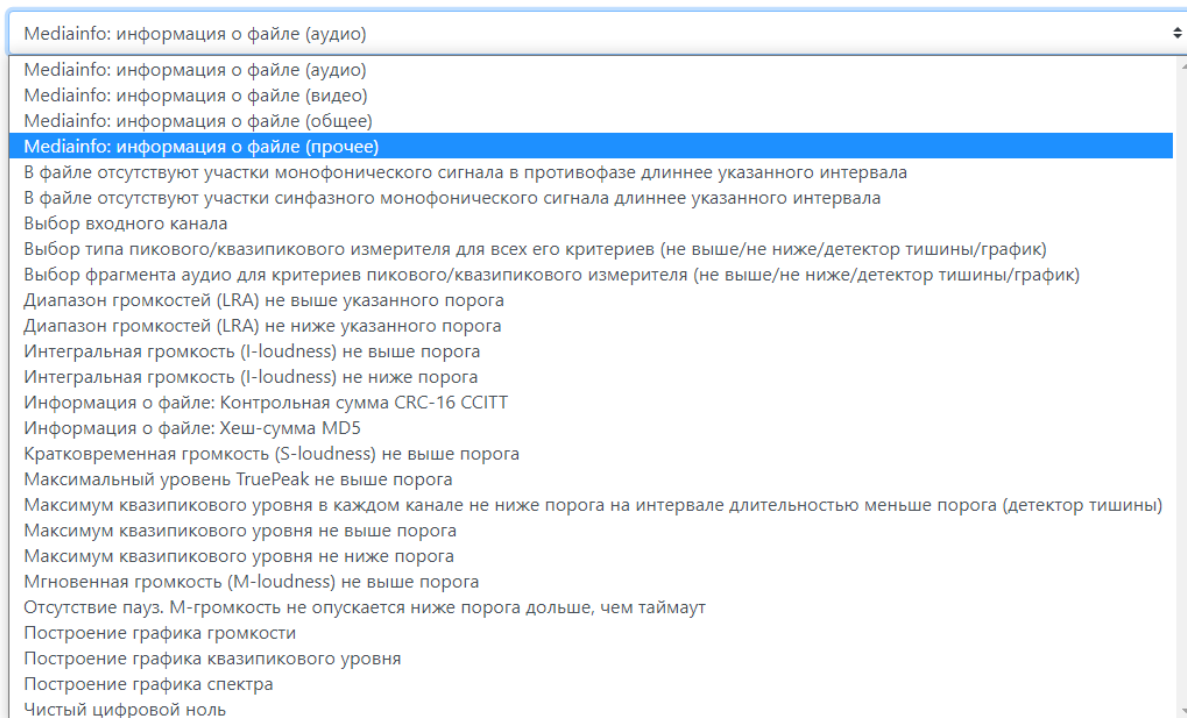 Mediainfo: информация о файле (аудио)
Mediainfo: информация о файле (аудио)
Mediainfo: информация о файле (видео)
Mediainfo: информация о файле (общее)
Mediainfo: информация о файле (прочее)
В файле отсутствуют участки монофонического сигнала в противофазе длиннее указанного интервала
В файле отсутствуют участки синфазного монофонического сигнала длиннее указанного интервала
Выбор входного канала
Выбор типа пикового/квазипикового измерителя для всех его критериев (не выше/не ниже/детектор тишины/график)
Выбор фрагмента аудио для критериев пикового/квазипикового измерителя (не выше/не ниже/детектор тишины/график)
Диапазон громкостей (LRA) не выше указанного порога
Диапазон громкостей (LRA) не ниже указанного порога
Интегральная громкость (I-loudness) не выше порога
Интегральная громкость (I-loudness) не ниже порога
Информация о файле: Контрольная сумма CRC-16 CCITT
Информация о файле: Хеш-сумма MD5
Кратковременная громкость (S-loudness) не выше порога
Максимальный уровень TruePeak не выше порога
Максимум квазипикового уровня в каждом канале не ниже порога на интервале длительностью меньше порога (детектор тишины)
Максимум квазипикового уровня не выше порога
Максимум квазипикового уровня не ниже порога
Мгновенная громкость (M-loudness) не выше порога
Отсутствие пауз. М-громкость не опускается ниже порога дольше, чем таймаут
Построение графика громкости
Построение графика квазипикового уровня
Построение графика спектра
Чистый цифровой ноль